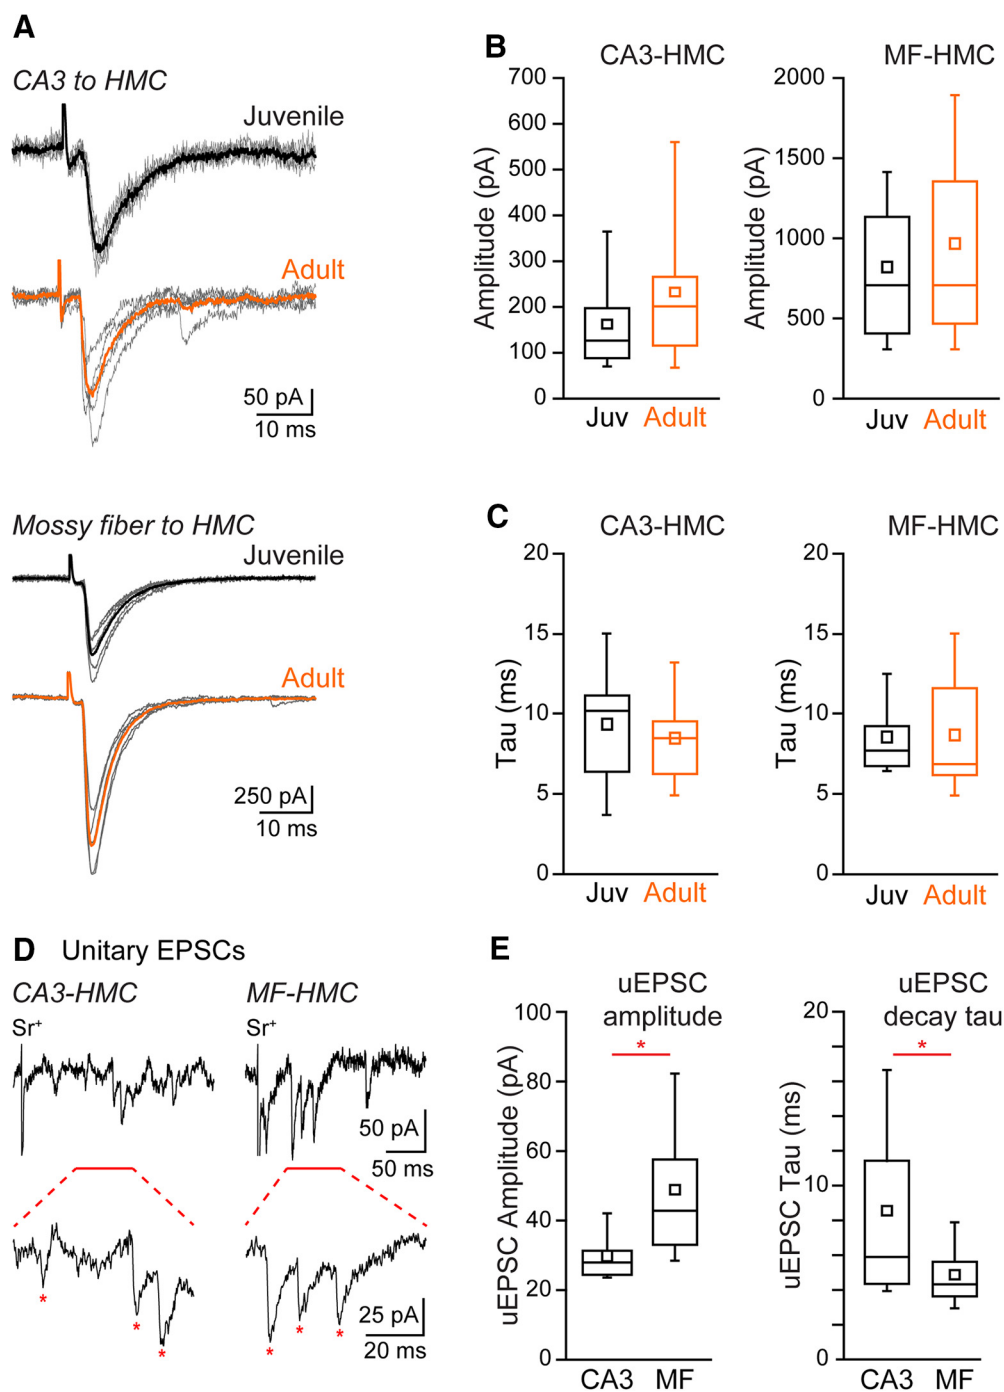 A
CA3 to HMC
Juvenile
Adult
50 pA
10 ms
Mossy fiber to HMC
Juvenile
Adult
250 pA
10 ms
B
CA3-HMC
Amplitude (pA)
700
600
500
400
300
200
100
0
Juv Adult
MF-HMC
Amplitude (pA)
2000
1500
1000
500
0
Juv Adult
C
CA3-HMC
Tau (ms)
20
15
10
5
0
Juv Adult
MF-HMC
Tau (ms)
20
15
10
5
0
Juv Adult
D Unitary EPSCs
CA3-HMC
Sr+
MF-HMC
Sr+
50 pA
50 ms
* * *
* * *
25 pA
20 ms
E
uEPSC
amplitude
*
uEPSC Amplitude (pA)
100
80
60
40
20
0
CA3 MF
uEPSC
decay tau
*
uEPSC Tau (ms)
20
10
0
CA3 MF